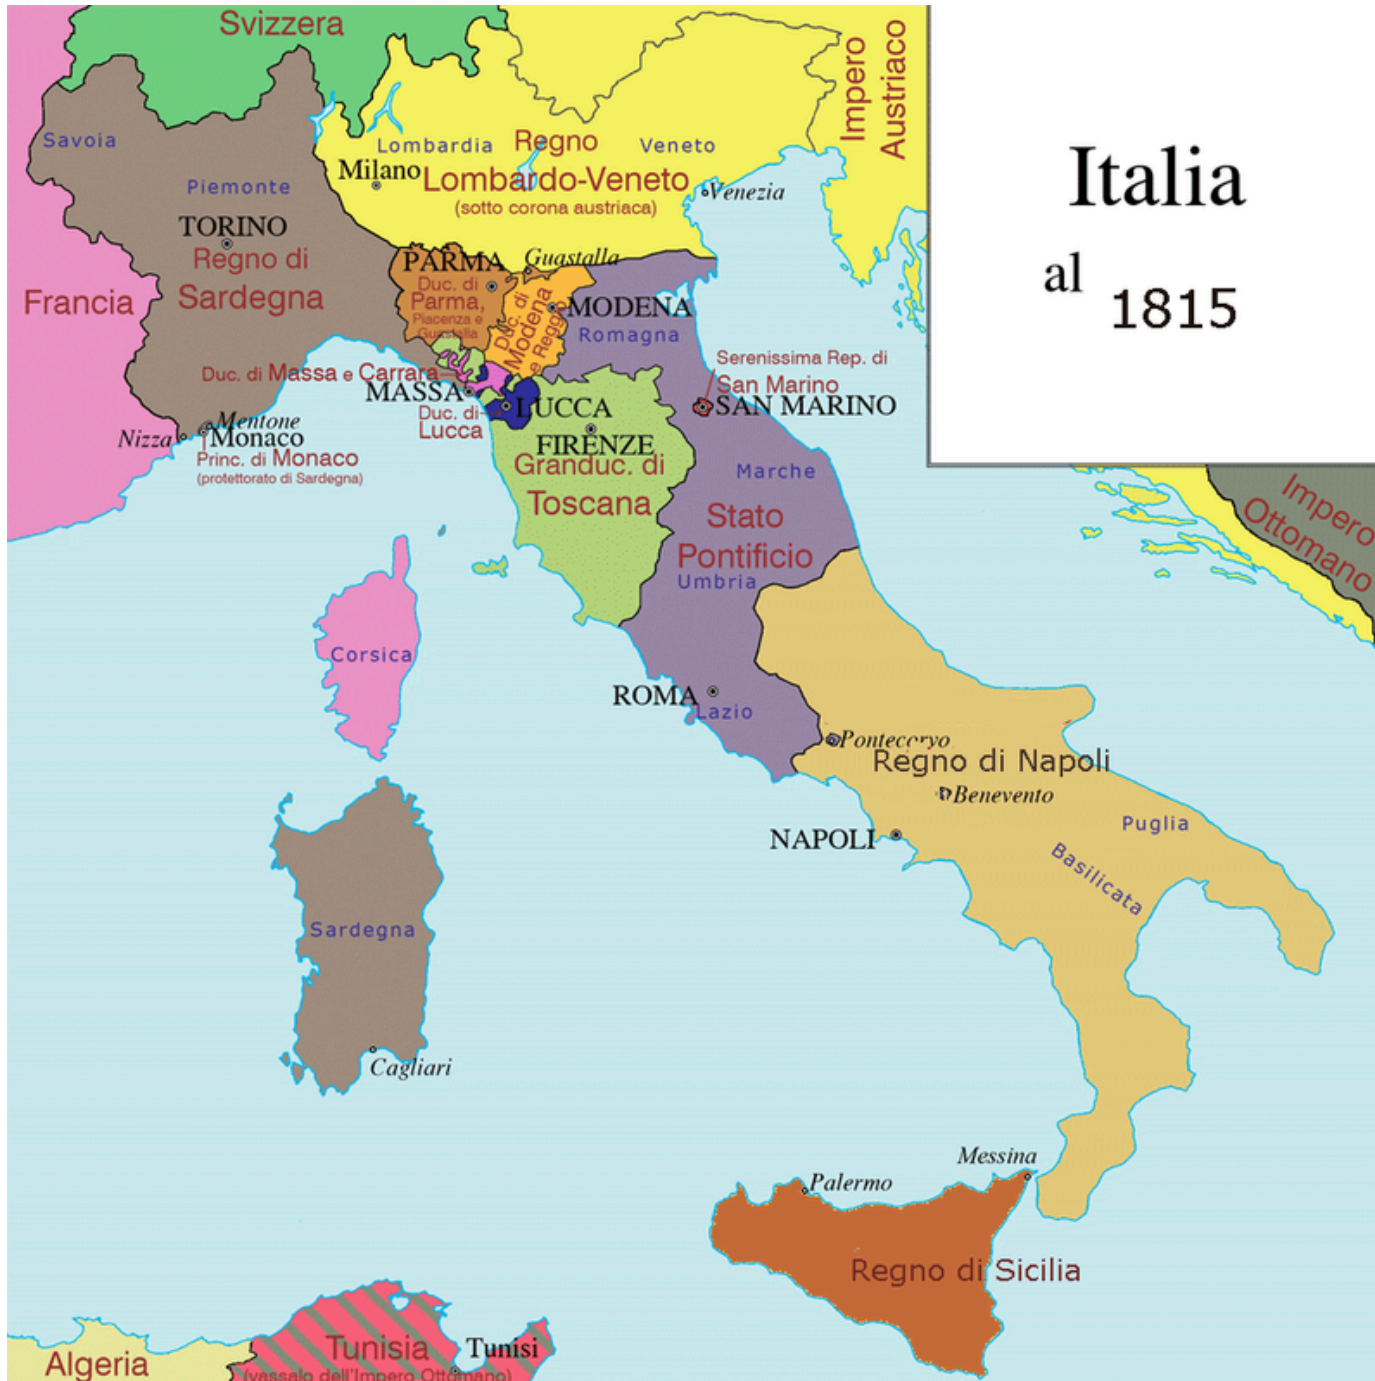 Svizzera
Impero
Austriaco
Italia
al
1815
Savoia
Lombardia
Regno
Veneto
Milano
Lombardo-Veneto
(sotto corona austriaca)
Venezia
Piemonte
TORINO
Regno di
Sardegna
Francia
PARMA
Guastalla
Duc. di
Parma,
Piacenza e
Guastalla
Duc. di
Modena
e Reggio
MODENA
Romagna
Serenissima Rep. di
San Marino
SAN MARINO
Duc. di Massa e Carrara
MASSA
Duc. di
Lucca
LUCCA
FIRENZE
Granduc. di
Toscana
Mentone
Nizza
Monaco
Princ. di Monaco
(protettorato di Sardegna)
Marche
Stato
Pontificio
Umbria
Impero
Ottomano
Corsica
ROMA
Lazio
Pontecorvo
Regno di Napoli
Benevento
NAPOLI
Puglia
Basilicata
Sardegna
Cagliari
Messina
Palermo
Regno di Sicilia
Tunisia
Tunisi
(vassalo dell'Impero Ottomano)
Algeria